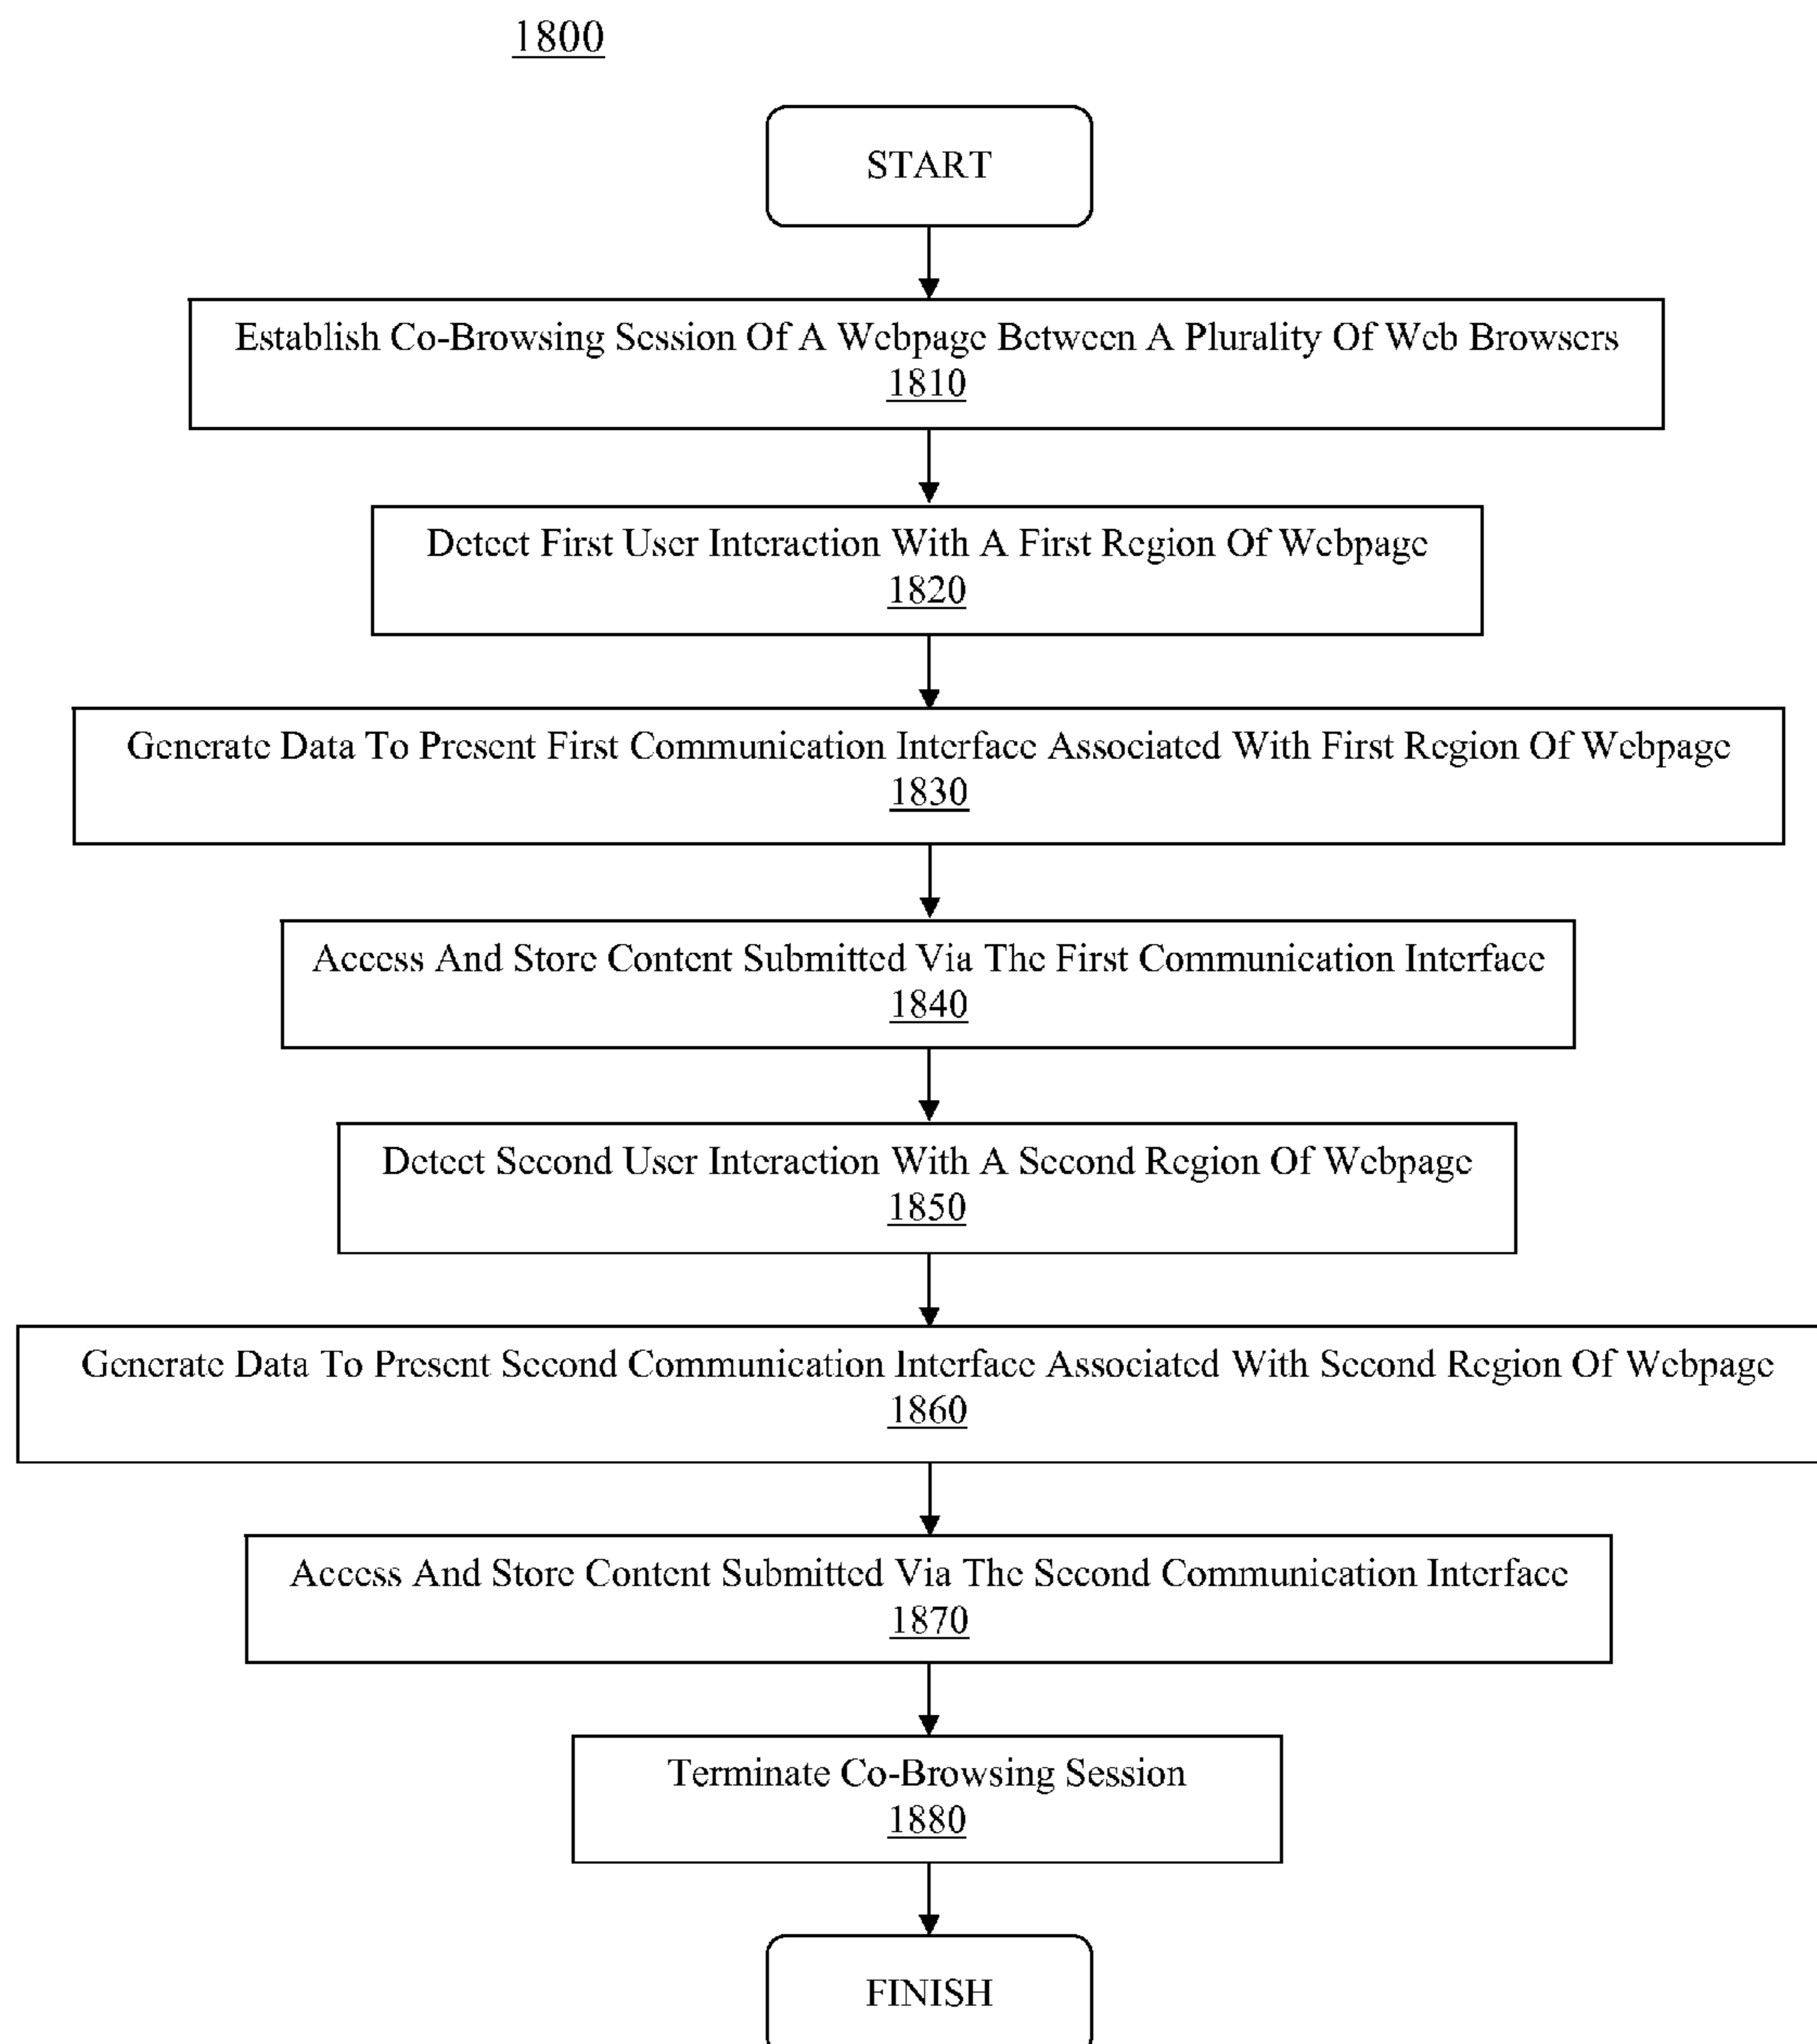 1800
START
Establish Co-Browsing Session Of A Webpage Between A Plurality Of Web Browsers
1810
Detect First User Interaction With A First Region Of Webpage
1820
Generate Data To Present First Communication Interface Associated With First Region Of Webpage
1830
Access And Store Content Submitted Via The First Communication Interface
1840
Detect Second User Interaction With A Second Region Of Webpage
1850
Generate Data To Present Second Communication Interface Associated With Second Region Of Webpage
1860
Access And Store Content Submitted Via The Second Communication Interface
1870
Terminate Co-Browsing Session
1880
FINISH